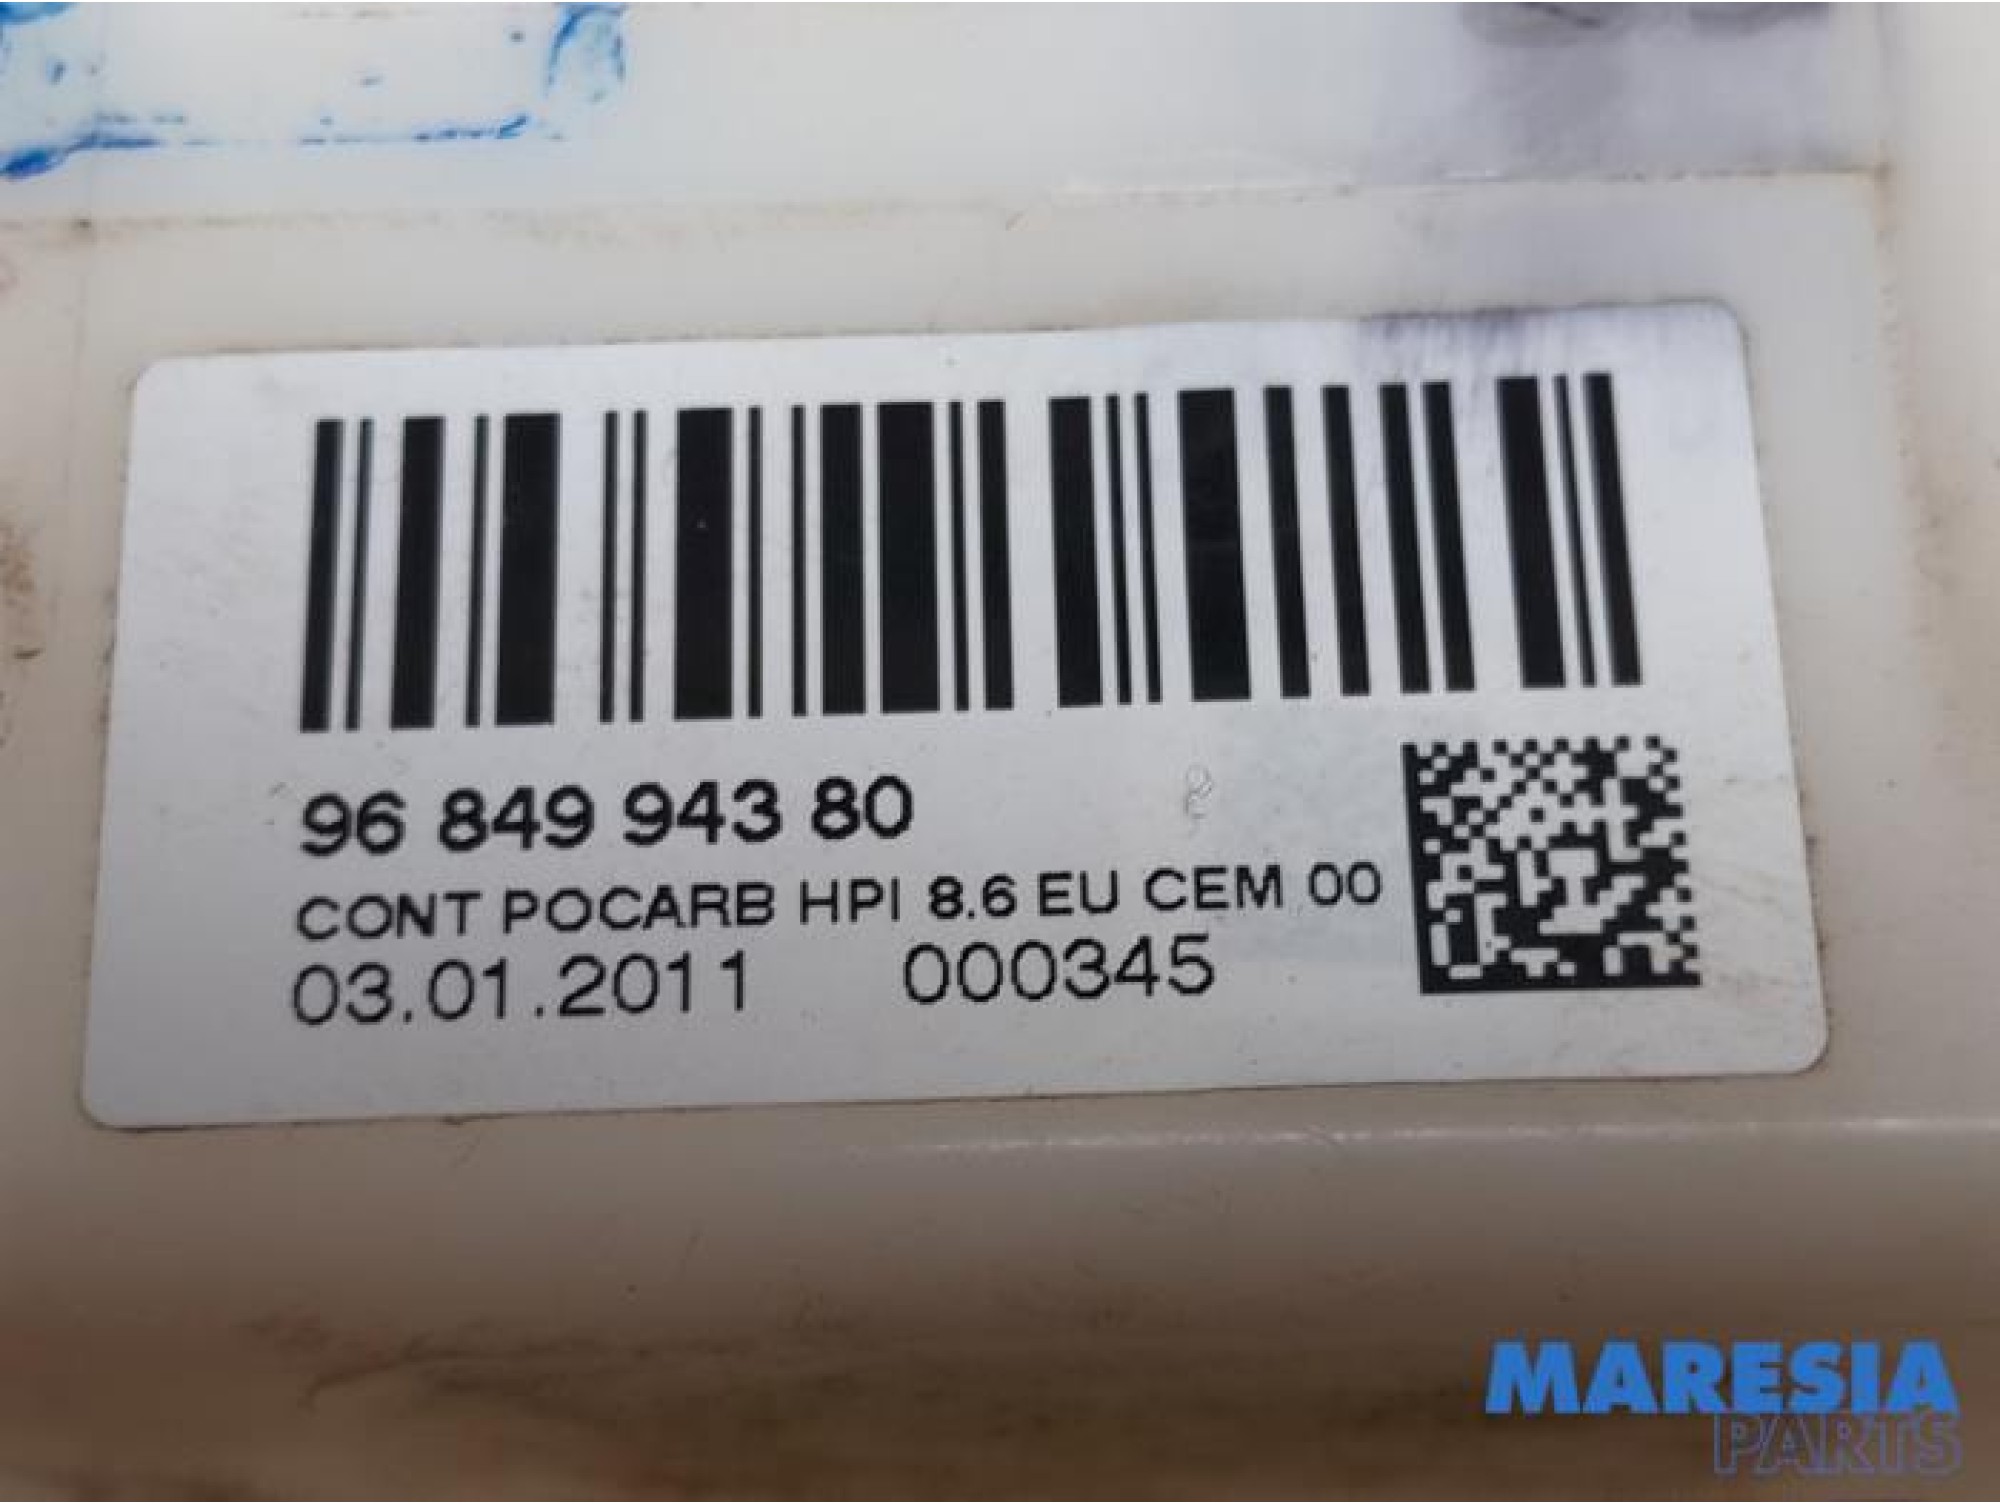 96 849 943 80
CONT POCARB HPI 8.6 EU CEM 00
03.01.2011 000345
MARESIA
PARTS